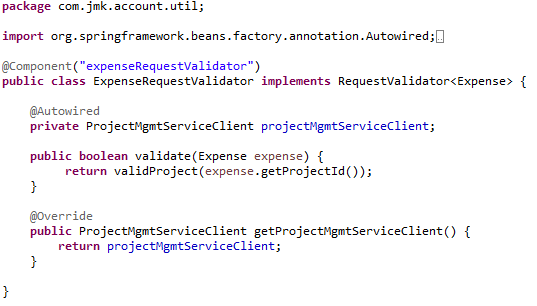 package com.jmk.account.util;
import org.springframework.beans.factory.annotation.Autowired;
@Component("expenseRequestValidator")
public class ExpenseRequestValidator implements RequestValidator<Expense> {
@Autowired
private ProjectMgmtServiceClient projectMgmtServiceClient;
public boolean validate(Expense expense) {
return validProject(expense.getProjectId());
}
@Override
public ProjectMgmtServiceClient getProjectMgmtServiceClient() {
return projectMgmtServiceClient;
}
}